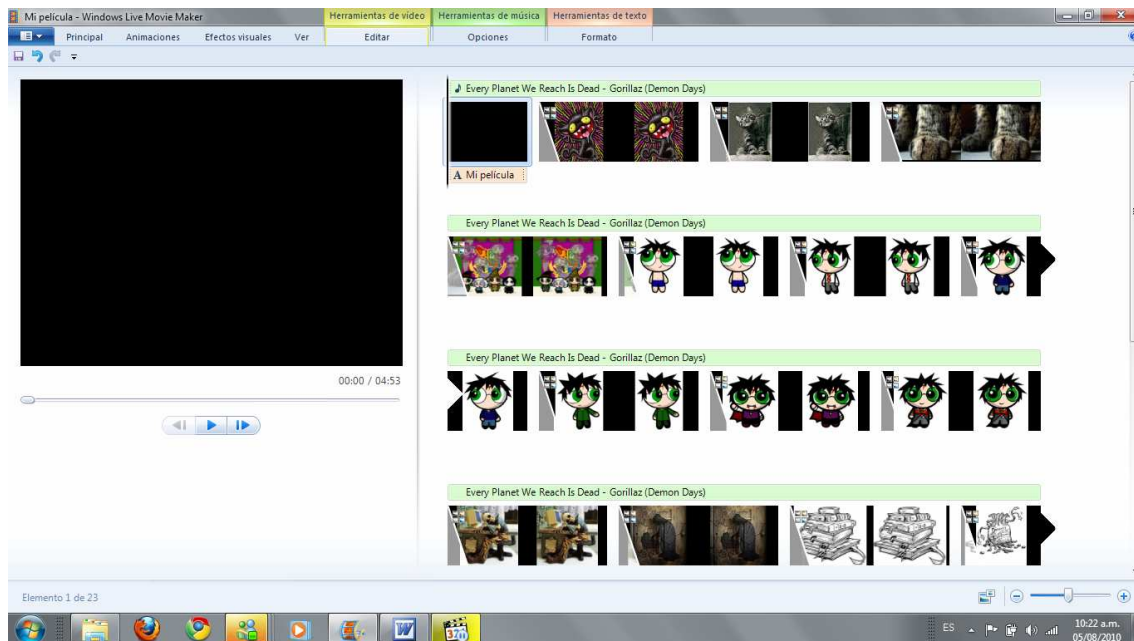 Mi película - Windows Live Movie Maker
Herramientas de vídeo
Herramientas de música
Herramientas de texto
Principal
Animaciones
Efectos visuales
Ver
Editar
Opciones
Formato
Every Planet We Reach Is Dead - Gorillaz (Demon Days)
A Mi película
Every Planet We Reach Is Dead - Gorillaz (Demon Days)
00:00 / 04:53
Every Planet We Reach Is Dead - Gorillaz (Demon Days)
Every Planet We Reach Is Dead - Gorillaz (Demon Days)
Elemento 1 de 23
W
320
ES
10:22 a.m.
05/08/2010